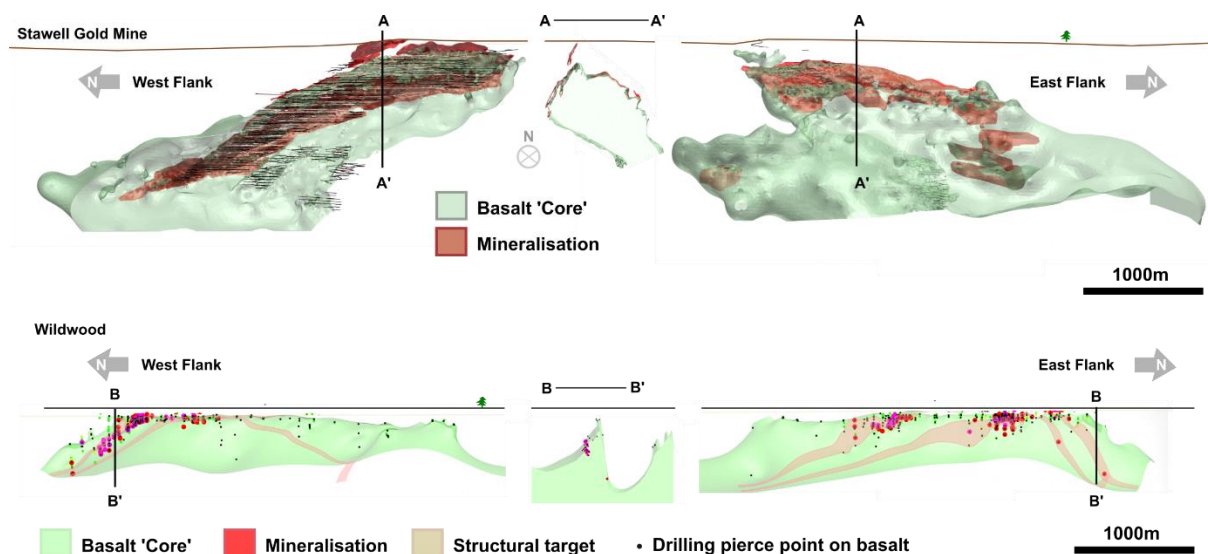 Stawell Gold Mine
A
A
A'
A
N
West Flank
East Flank
N
N
A'
A'
Basalt 'Core'
Mineralisation
1000m
Wildwood
N
West Flank
East Flank
N
B
B
B'
B
B'
B'
Basalt 'Core'
Mineralisation
Structural target
Drilling pierce point on basalt
1000m